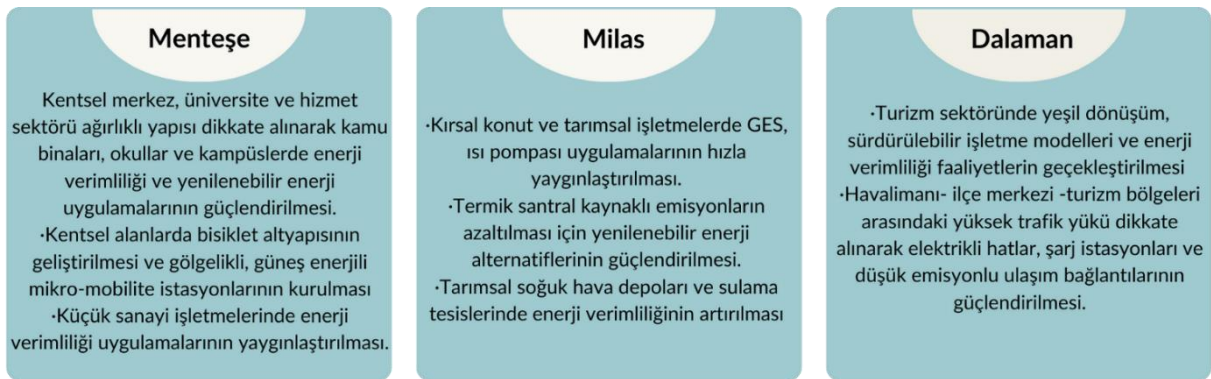 Menteşe
Kentsel merkez, üniversite ve hizmet
sektörü ağırlıklı yapısı dikkate alınarak kamu
binaları, okullar ve kampüslerde enerji
verimliliği ve yenilenebilir enerji
uygulamalarının güçlendirilmesi.
·Kentsel alanlarda bisiklet altyapısının
geliştirilmesi ve gölgelikli, güneş enerjili
mikro-mobilite istasyonlarının kurulması
·Küçük sanayi işletmelerinde enerji
verimliliği uygulamalarının yaygınlaştırılması.
Milas
·Kırsal konut ve tarımsal işletmelerde GES,
ısı pompası uygulamalarının hızla
yaygınlaştırılması.
·Termik santral kaynaklı emisyonların
azaltılması için yenilenebilir enerji
alternatiflerinin güçlendirilmesi.
·Tarımsal soğuk hava depoları ve sulama
tesislerinde enerji verimliliğinin artırılması
Dalaman
·Turizm sektöründe yeşil dönüşüm,
sürdürülebilir işletme modelleri ve enerji
verimliliği faaliyetlerin geçekleştirilmesi
·Havalimanı- ilçe merkezi -turizm bölgeleri
arasındaki yüksek trafik yükü dikkate
alınarak elektrikli hatlar, şarj istasyonları ve
düşük emisyonlu ulaşım bağlantılarının
güçlendirilmesi.